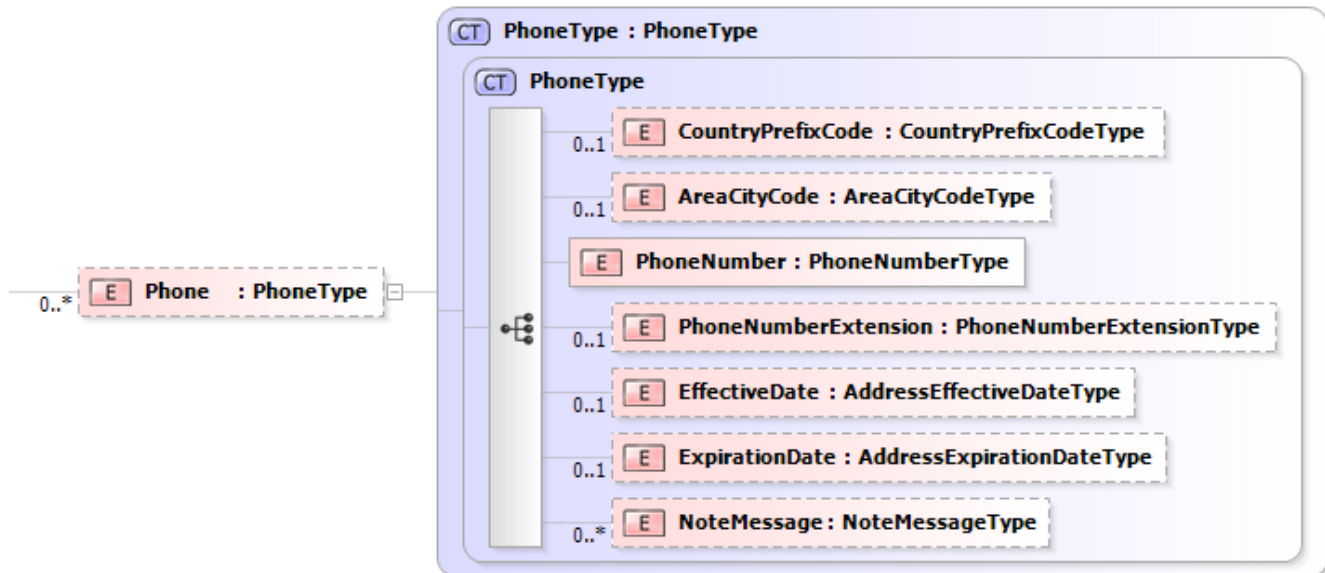 CT PhoneType : PhoneType
CT PhoneType
E CountryPrefixCode : CountryPrefixCodeType
0..1
E AreaCityCode : AreaCityCodeType
0..1
E PhoneNumber : PhoneNumberType
E Phone : PhoneType
0..*
E PhoneNumberExtension : PhoneNumberExtensionType
0..1
E EffectiveDate : AddressEffectiveDateType
0..1
E ExpirationDate : AddressExpirationDateType
0..1
E NoteMessage : NoteMessageType
0..*